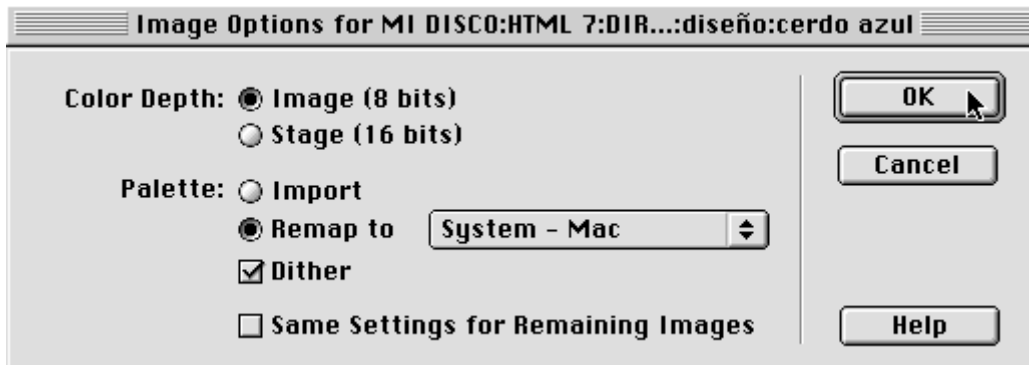 Image Options for MI DISCO:HTML 7:DIR...:diseño:cerdo azul
Color Depth: Image (8 bits)
Stage (16 bits)
Palette: Import
Remap to System - Mac
Dither
Same Settings for Remaining Images
OK
Cancel
Help